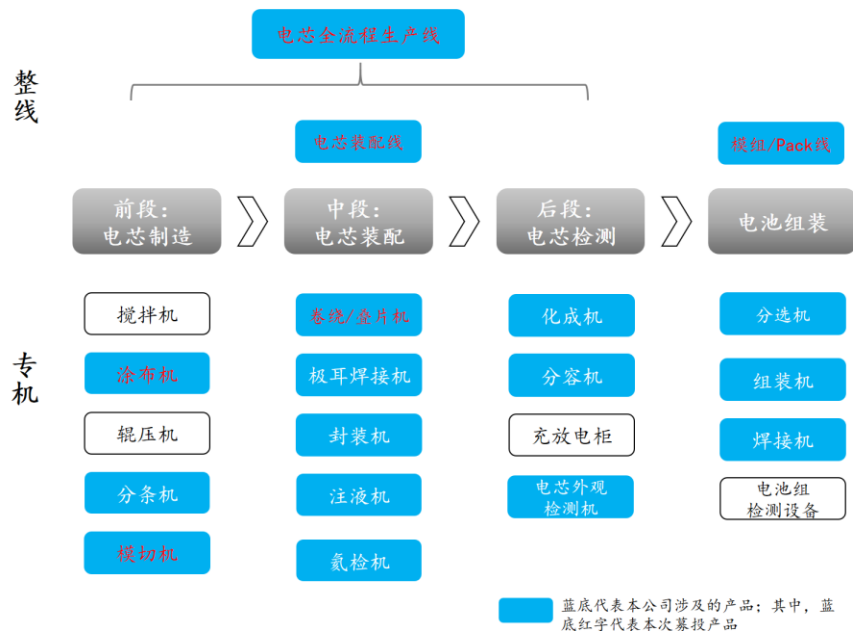 电芯全流程生产线
整线
电芯装配线
模组/Pack线
前段：
电芯制造
中段：
电芯装配
后段：
电芯检测
电池组装
专机
搅拌机
卷绕/叠片机
化成机
分选机
涂布机
极耳焊接机
分容机
组装机
辊压机
封装机
充放电柜
焊接机
分条机
注液机
电芯外观
检测机
电池组
检测设备
模切机
氦检机
蓝底代表本公司涉及的产品；其中，蓝
底红字代表本次募投产品